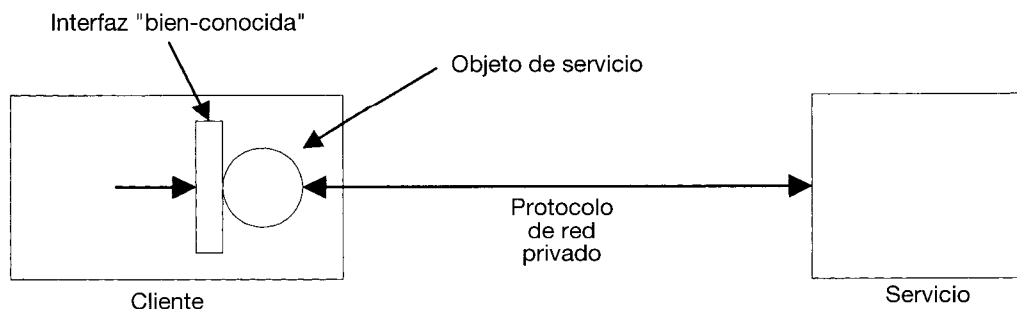 Interfaz "bien-conocida"
Objeto de servicio
Protocolo
de red
privado
Cliente
Servicio